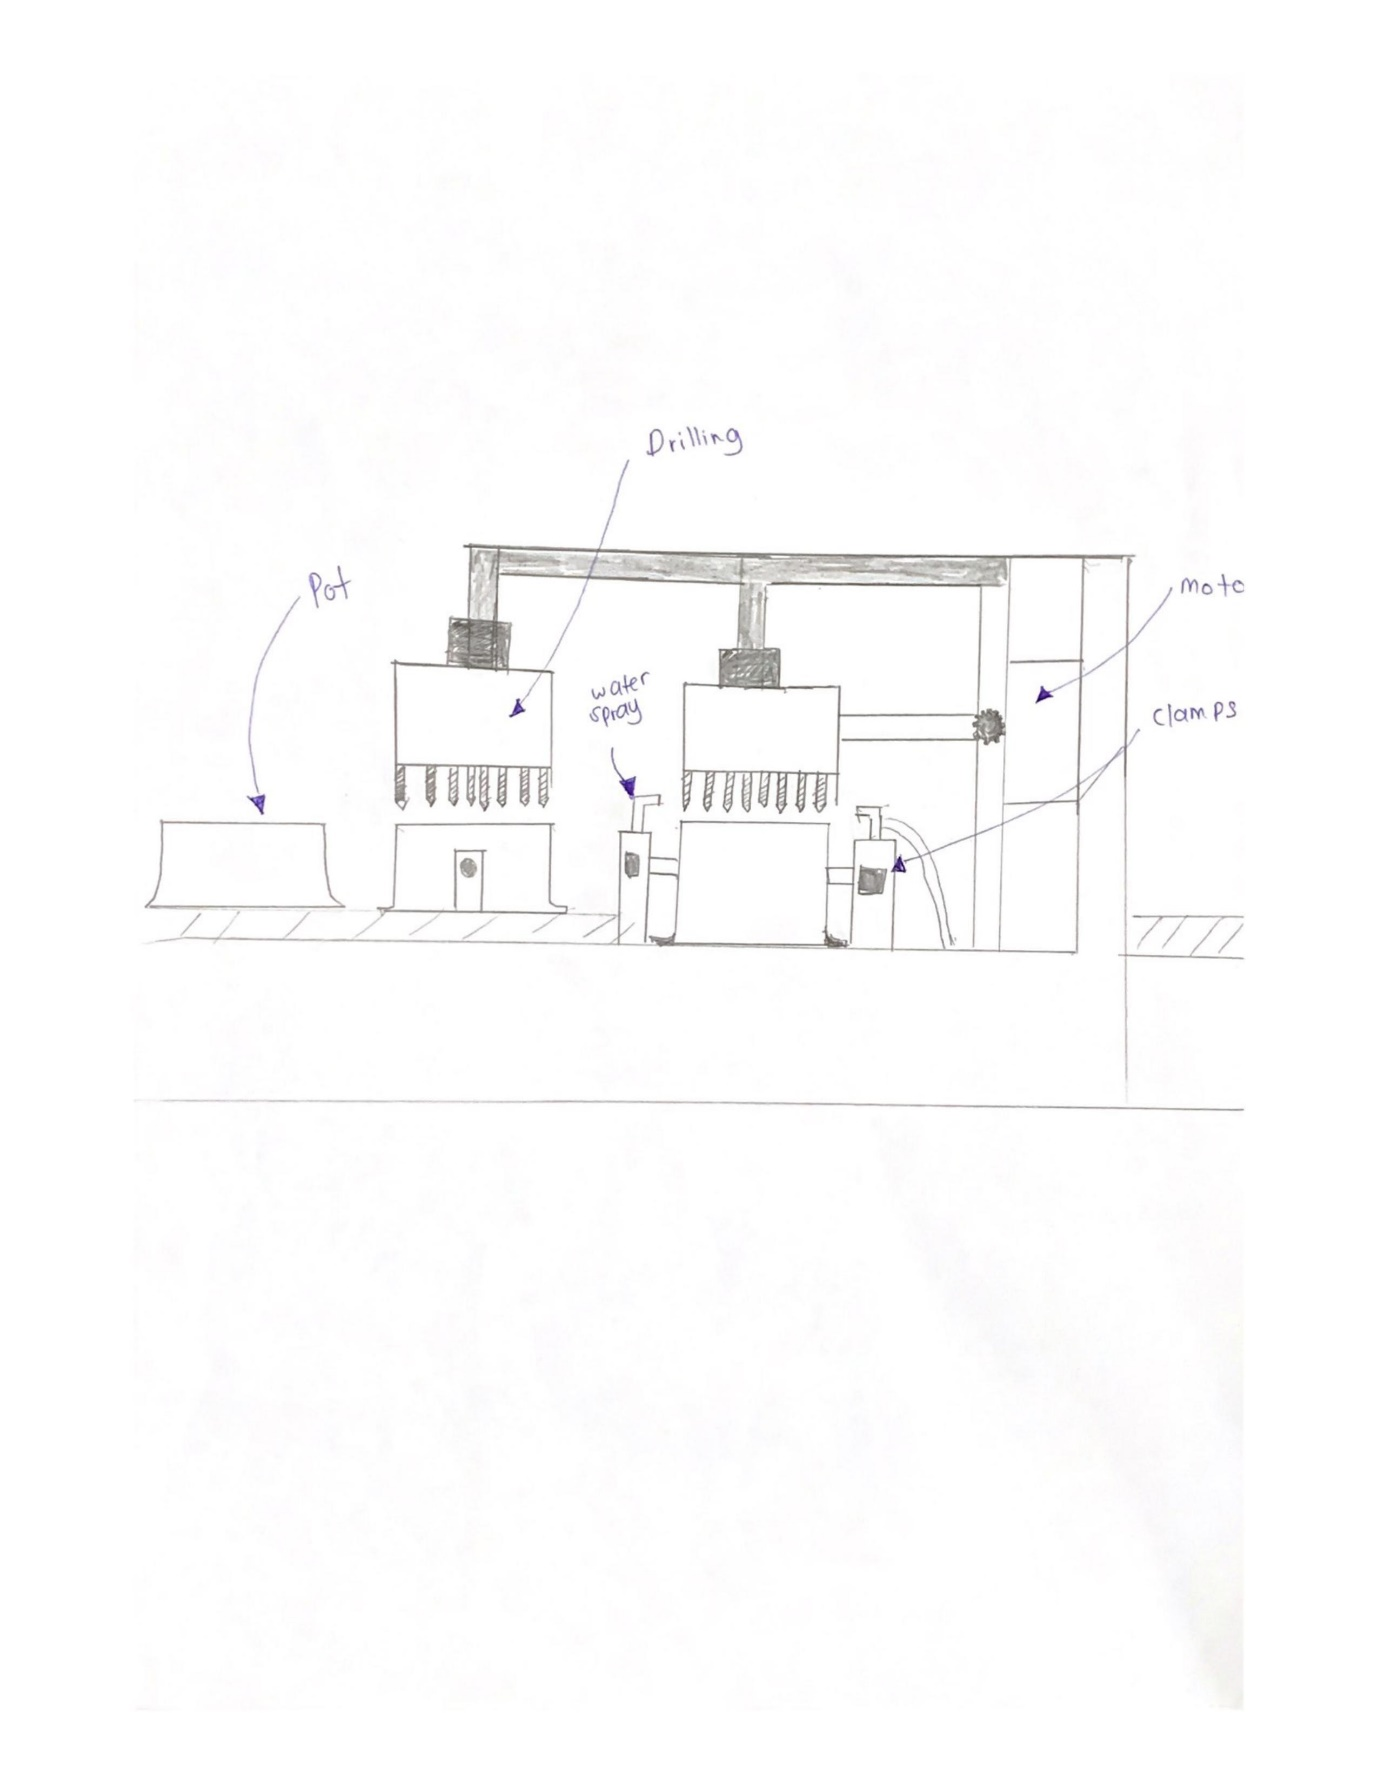 Drilling
Pot
moto
water
spray
clamps